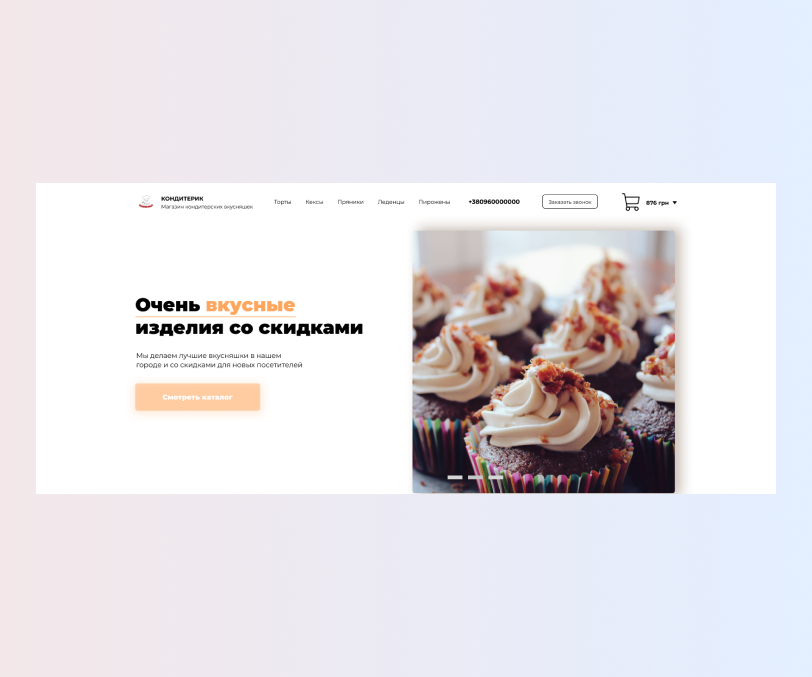 КОНДИТЕРИК
Магазин кондитерских вкусняшек
Торты
Кексы
Пряники
Леденцы
Пирожены
+380960000000
Заказать звонок
876 грн
Очень вкусные
изделия со скидками
Мы делаем лучшие вкусняшки в нашем
городе и со скидками для новых посетителей
Смотреть каталог